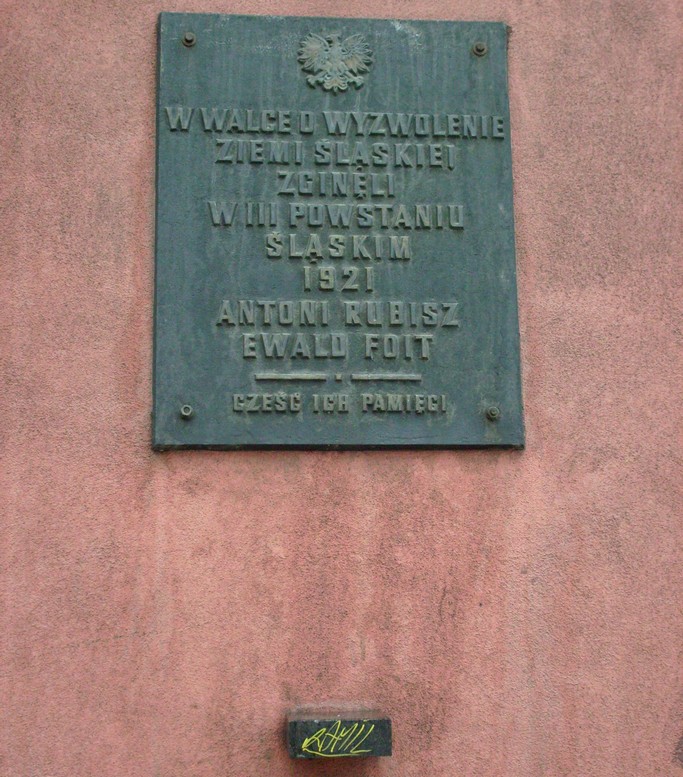 W WALCE O WYZWOLENIE
ZIEMI ŚLĄSKIEJ
ZGINĘLI
W III POWSTANIU
ŚLĄSKIM
1921
ANTONI RUBISZ
EWALD FOIT
CZEŚĆ ICH PAMIĘCI